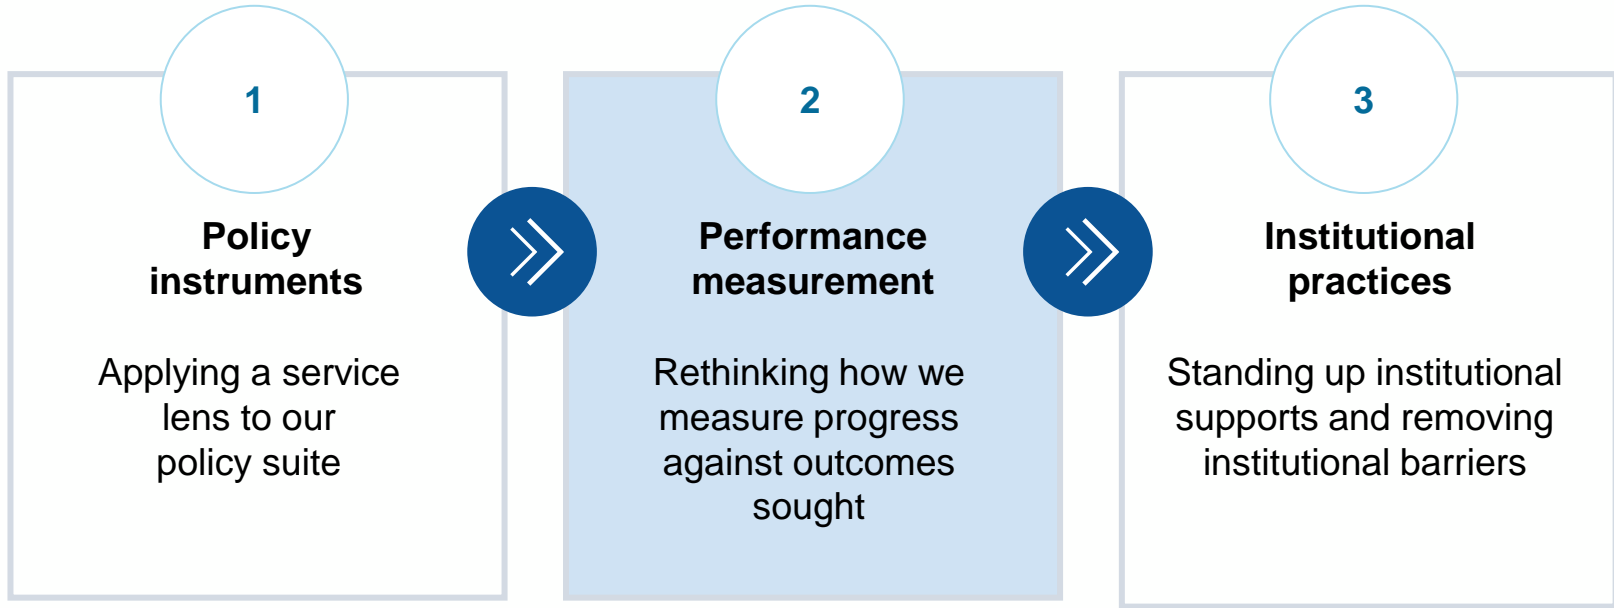 1
Policy
instruments
Applying a service
lens to our
policy suite
2
Performance
measurement
Rethinking how we
measure progress
against outcomes
sought
3
Institutional
practices
Standing up institutional
supports and removing
institutional barriers